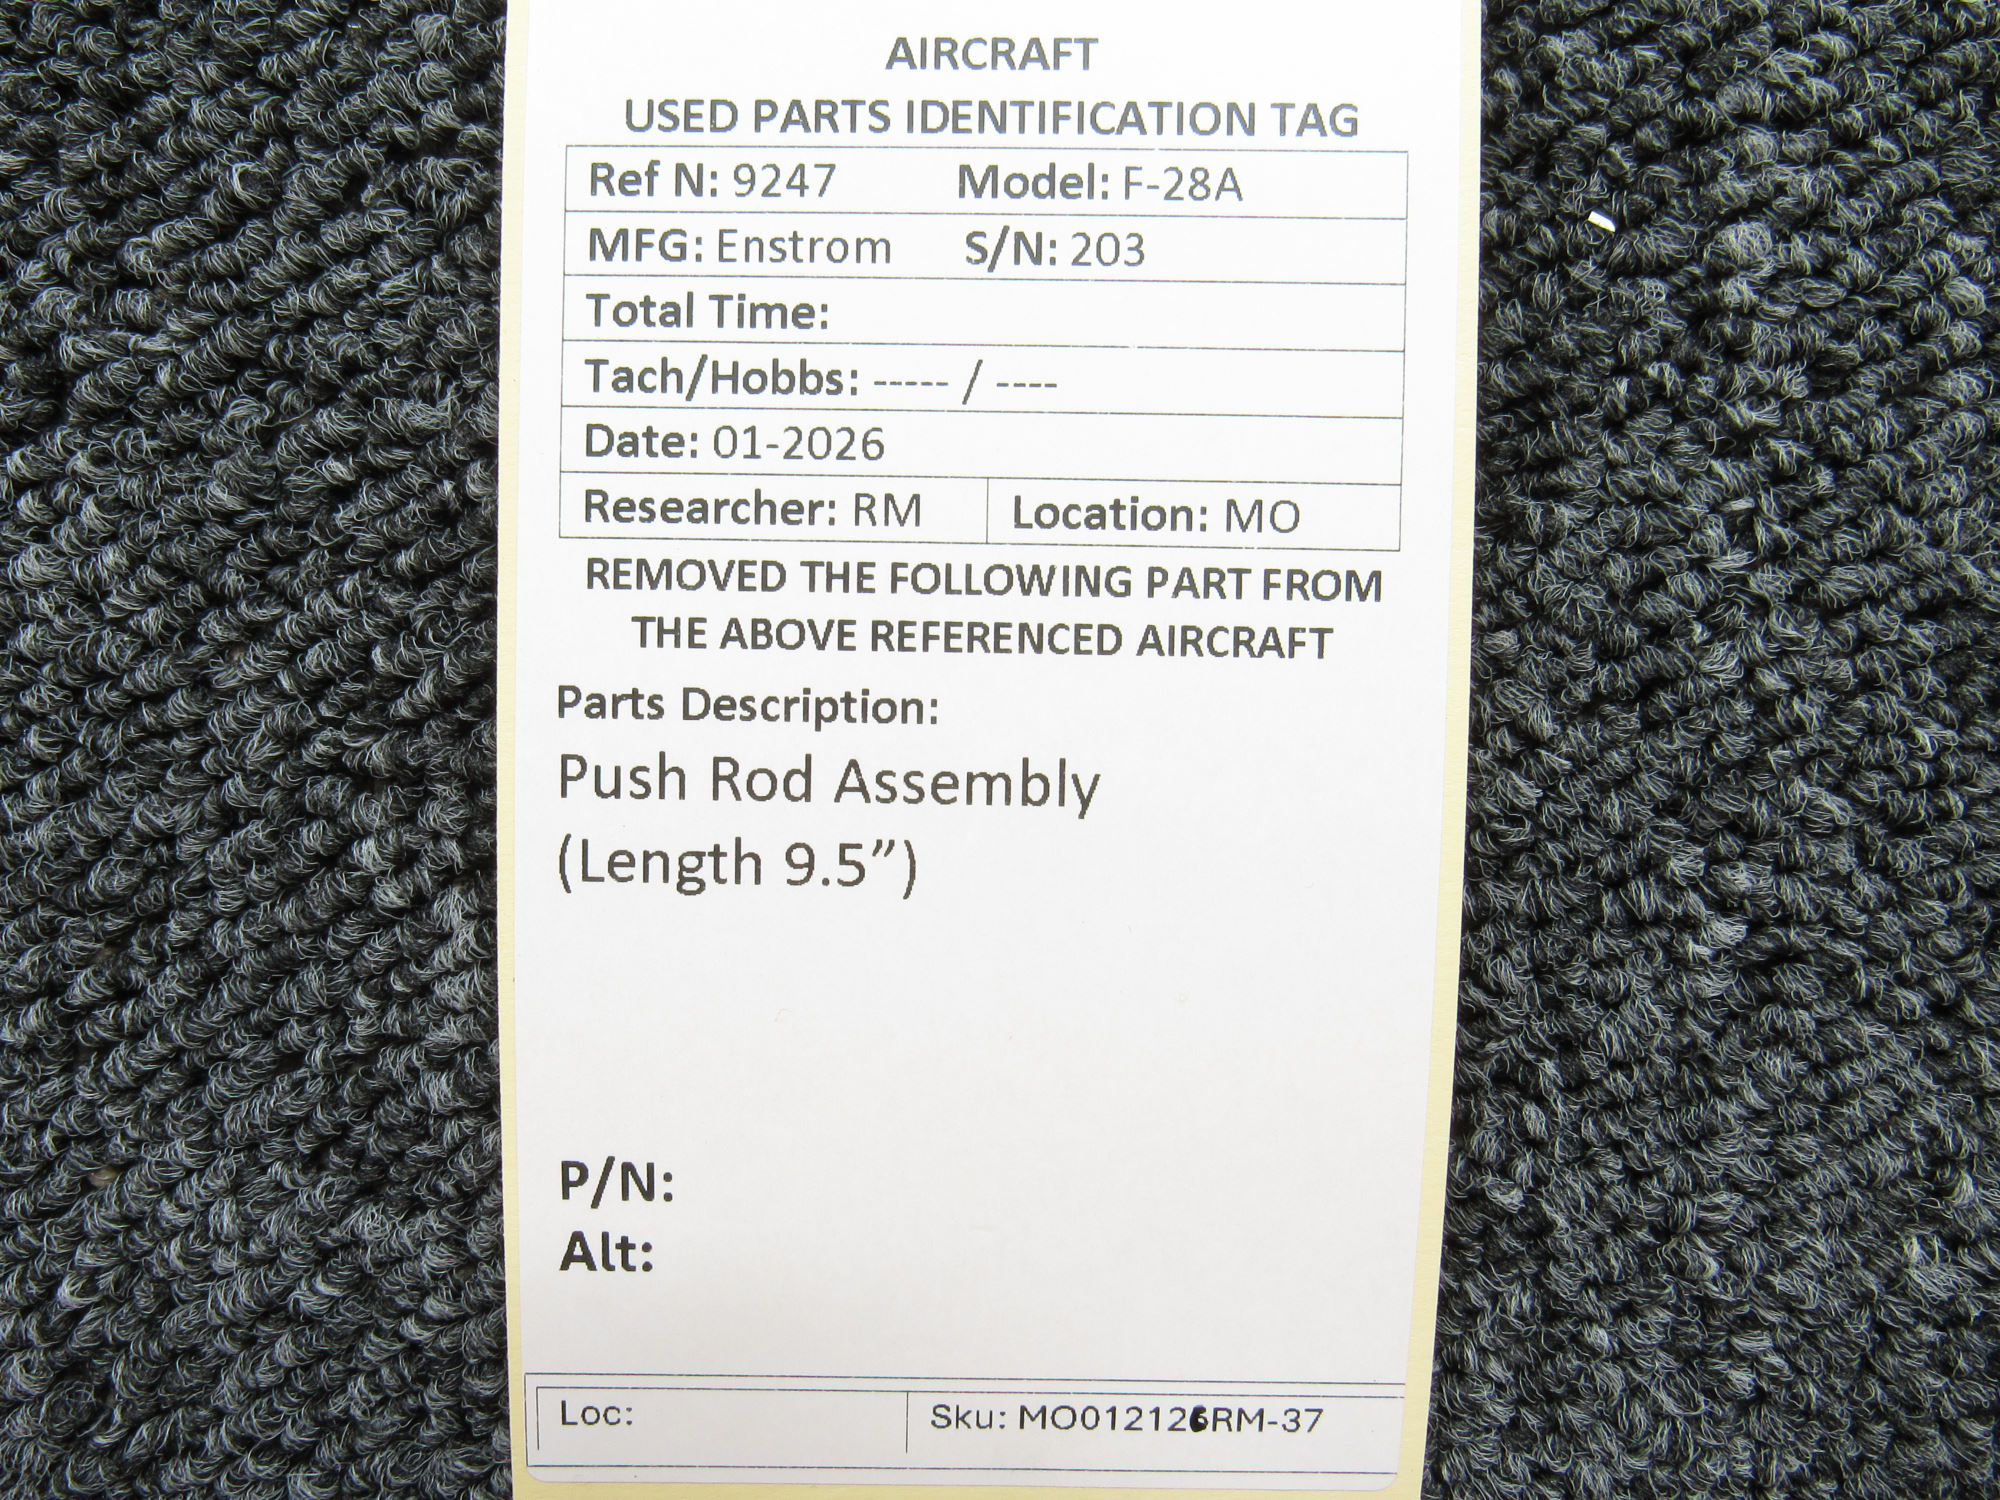 AIRCRAFT
USED PARTS IDENTIFICATION TAG
Ref N: 9247 Model: F-28A
MFG: Enstrom S/N: 203
Total Time:
Tach/Hobbs: ----- / ----
Date: 01-2026
Researcher: RM Location: MO
REMOVED THE FOLLOWING PART FROM
THE ABOVE REFERENCED AIRCRAFT
Parts Description:
Push Rod Assembly
(Length 9.5”)
P/N:
Alt:
Loc: Sku: MO012126RM-37